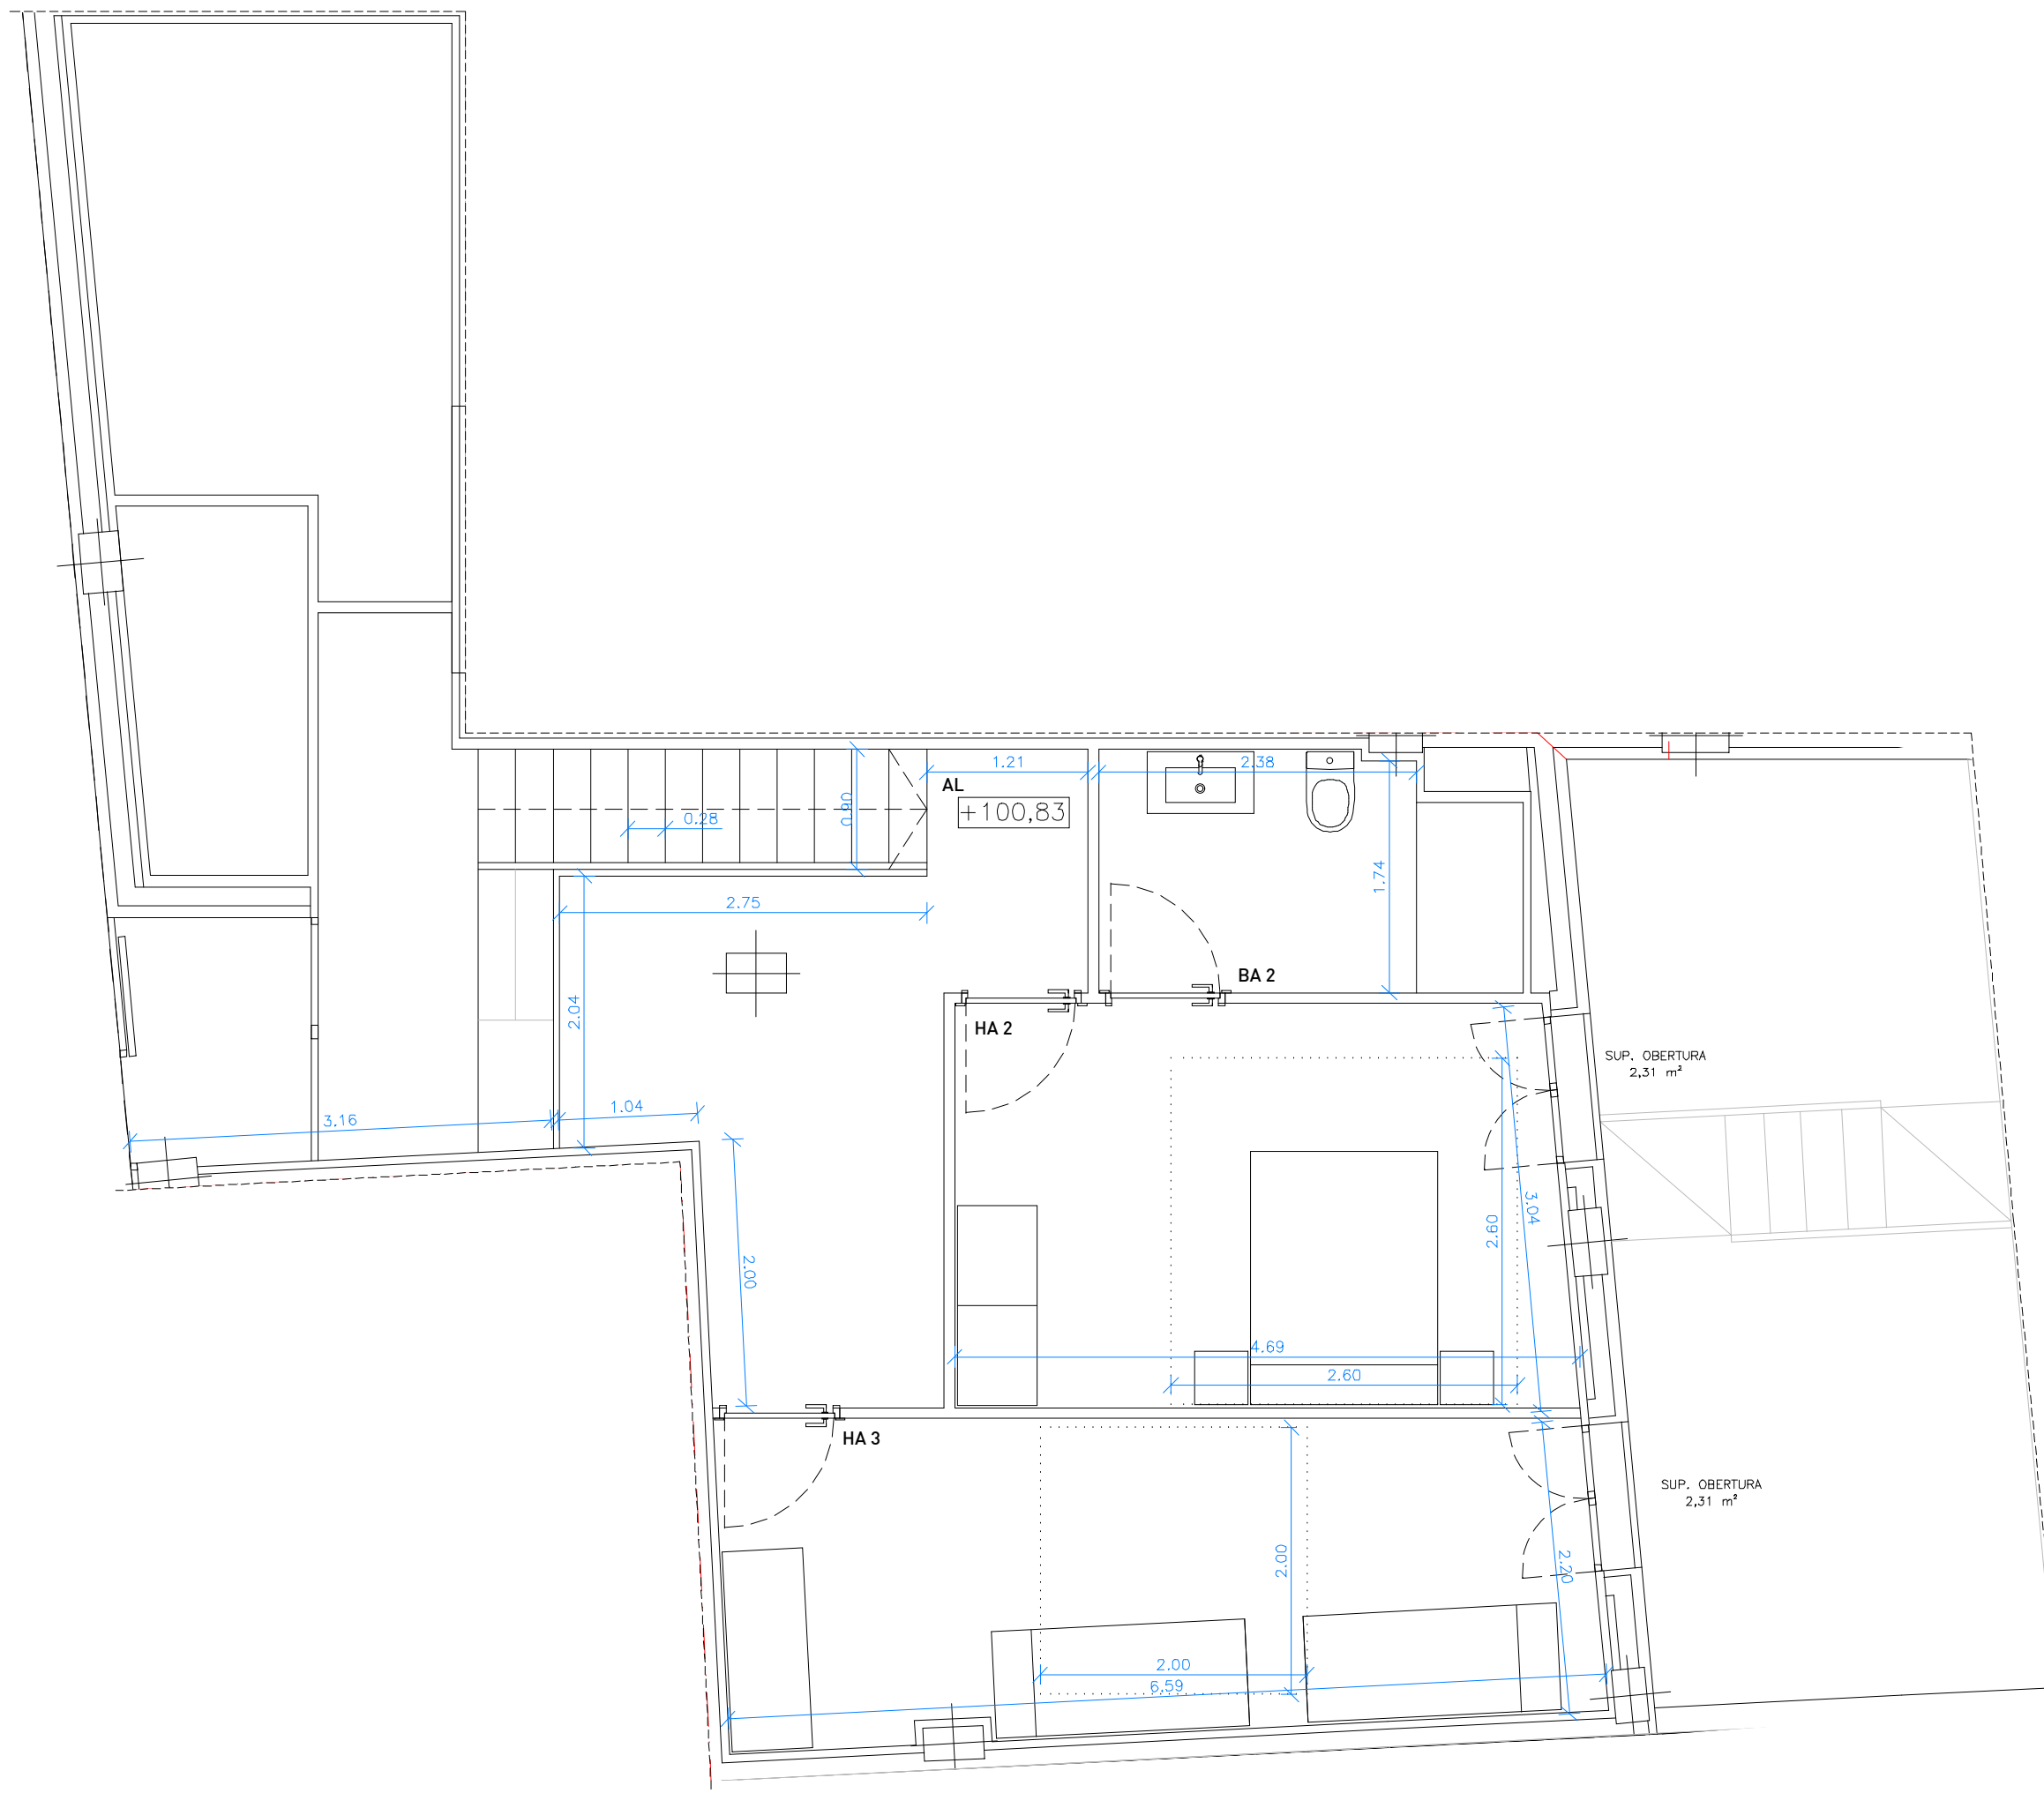 1.21
2.38
AL
+100,83
0.28
0.90
1.74
2.75
BA 2
2.04
HA 2
SUP. OBERTURA
2,31 m²
3.16
1.04
2.00
3.04
2.60
4.69
2.60
HA 3
SUP. OBERTURA
2,31 m²
2.00
2.20
2.00
6.59